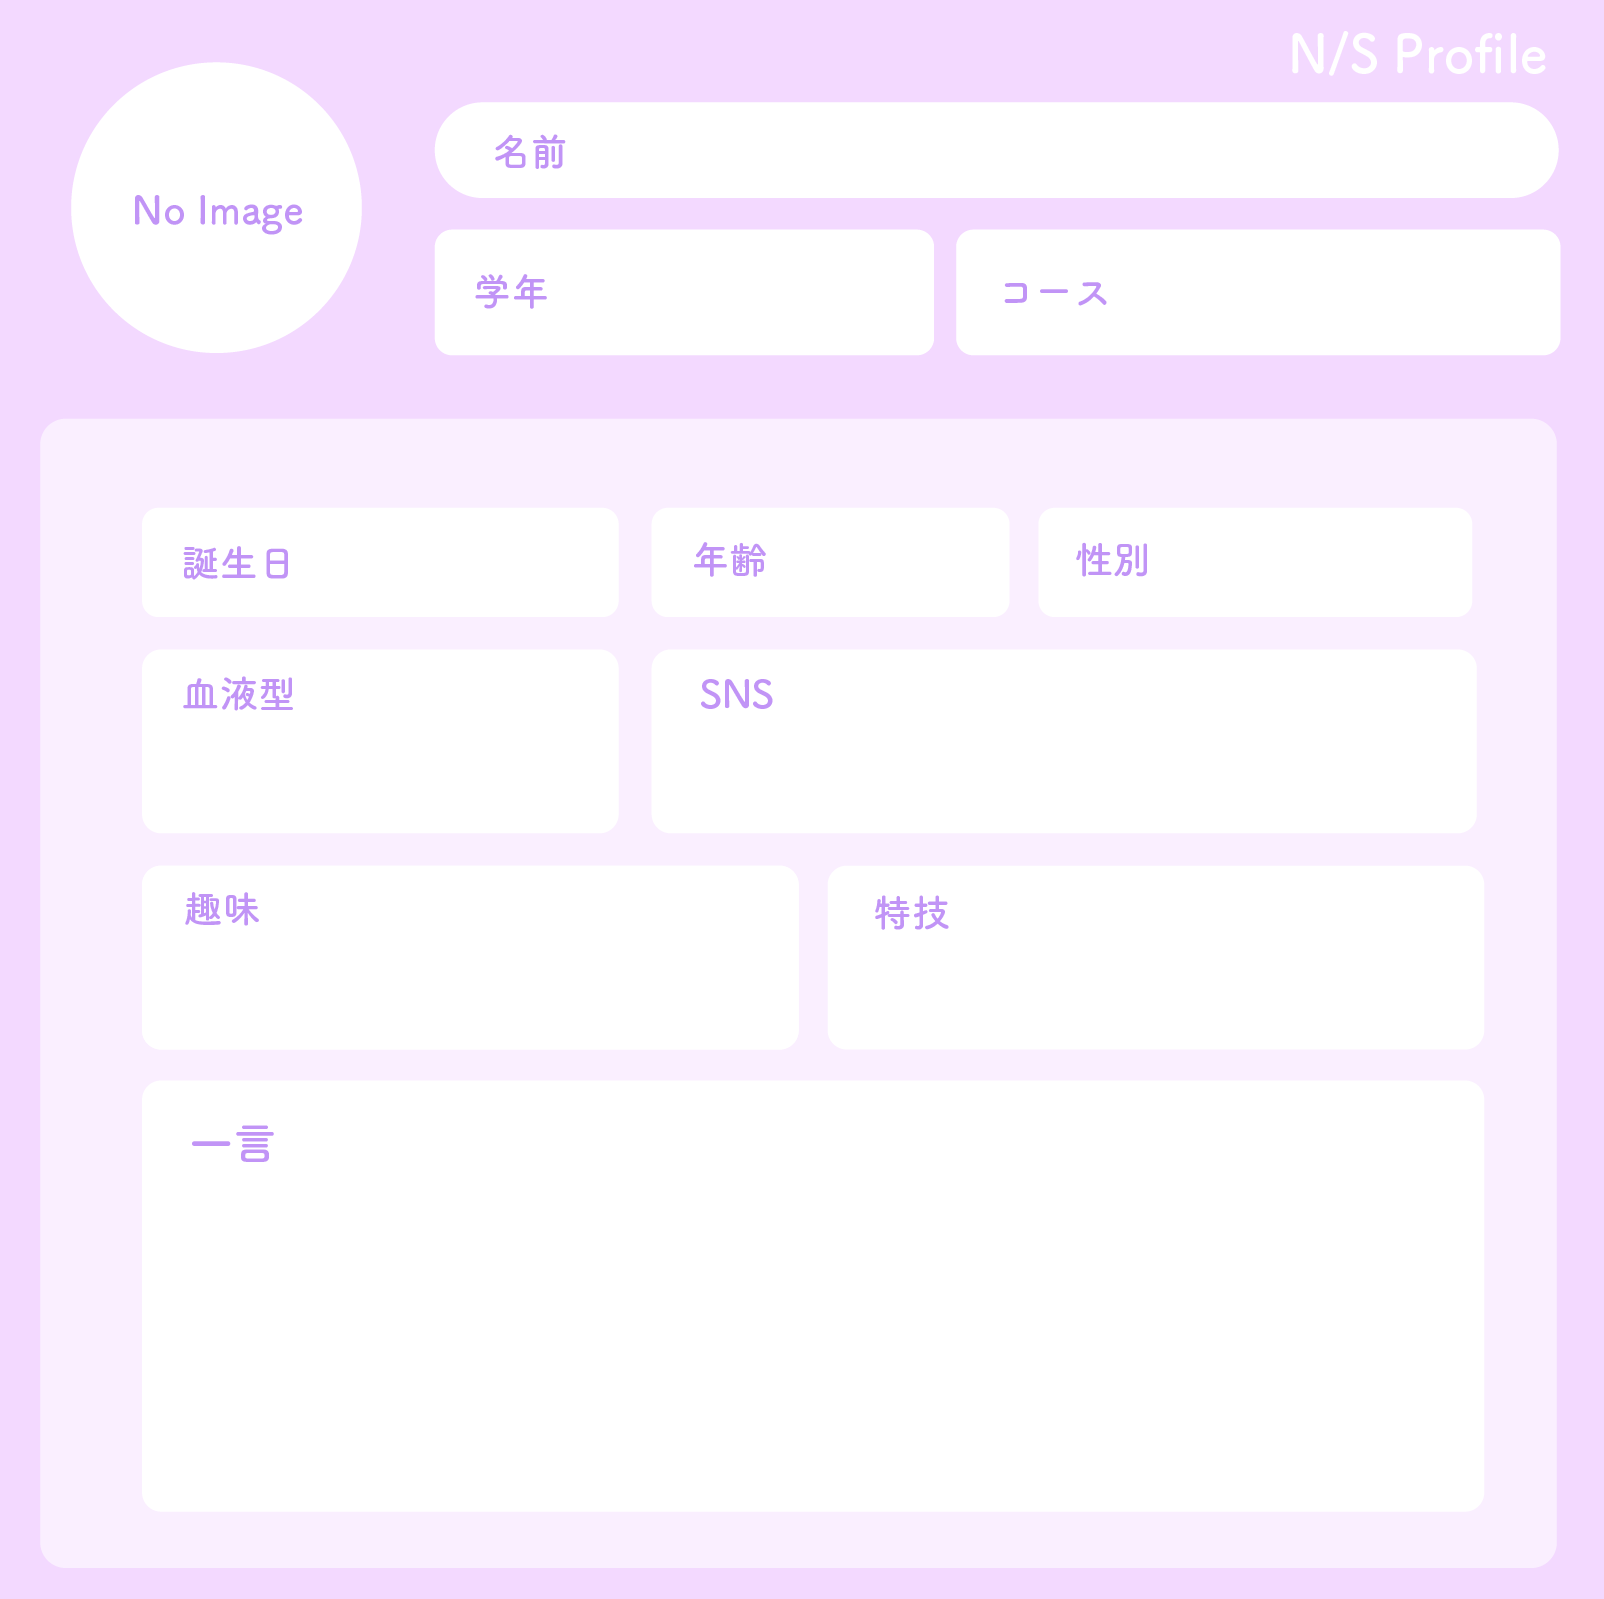 N/S Profile
No Image
名前
学年
コース
誕生日
年齢
性別
血液型
SNS
趣味
特技
一言